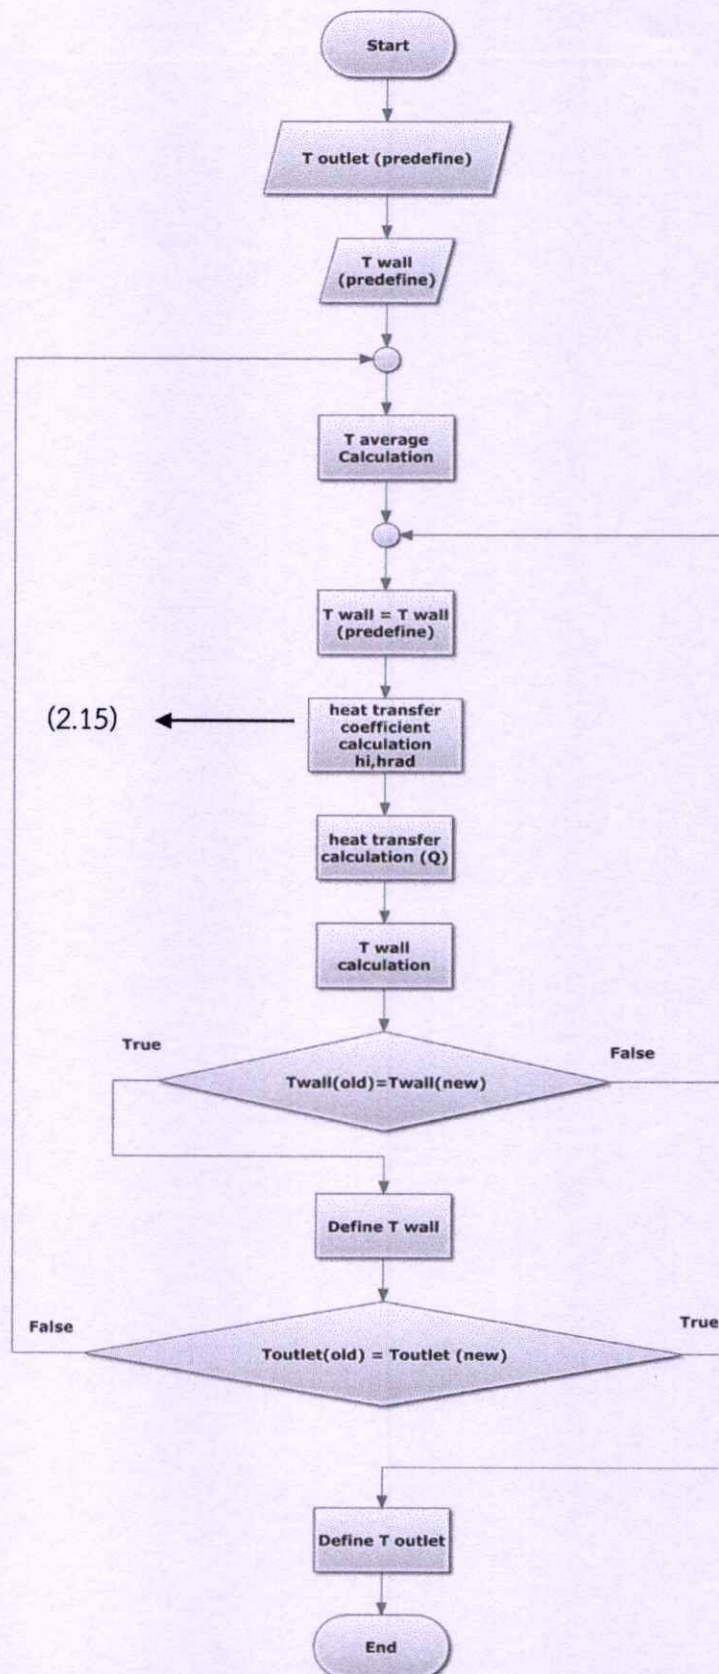 Start
T outlet (predefine)
T wall
(predefine)
T average
Calculation
T wall = T wall
(predefine)
(2.15)
heat transfer
coefficient
calculation
hi,hrad
heat transfer
calculation (Q)
T wall
calculation
True
False
Twall(old)=Twall(new)
Define T wall
False
True
Toutlet(old) = Toutlet (new)
Define T outlet
End